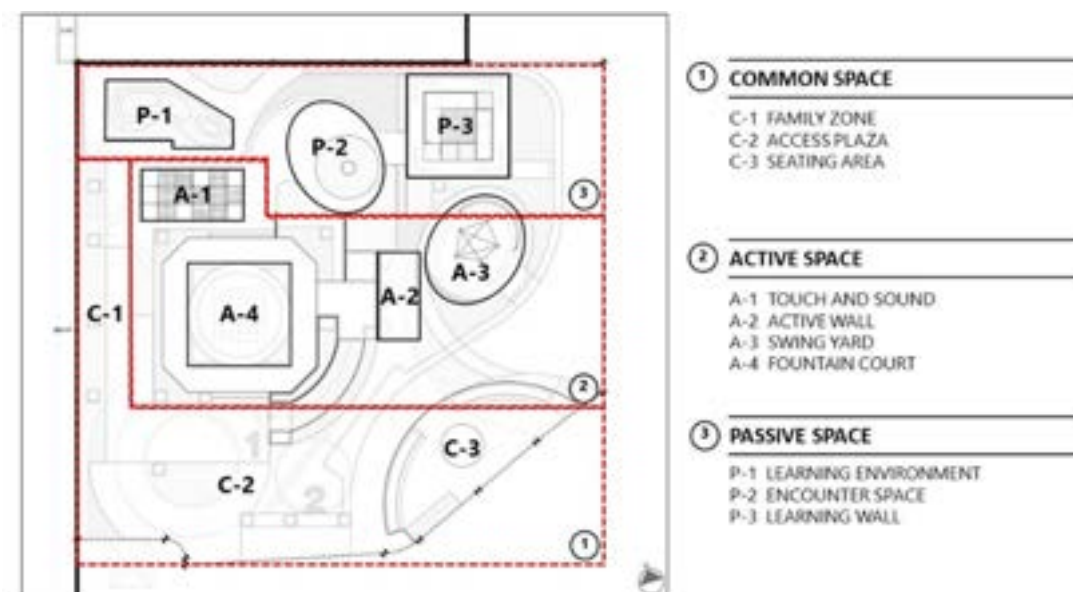 P-1
P-2
P-3
3
A-1
A-3
A-2
C-1
A-4
2
C-3
1
C-2
2
1
1 COMMON SPACE
C-1 FAMILY ZONE
C-2 ACCESS PLAZA
C-3 SEATING AREA
2 ACTIVE SPACE
A-1 TOUCH AND SOUND
A-2 ACTIVE WALL
A-3 SWING YARD
A-4 FOUNTAIN COURT
3 PASSIVE SPACE
P-1 LEARNING ENVIRONMENT
P-2 ENCOUNTER SPACE
P-3 LEARNING WALL